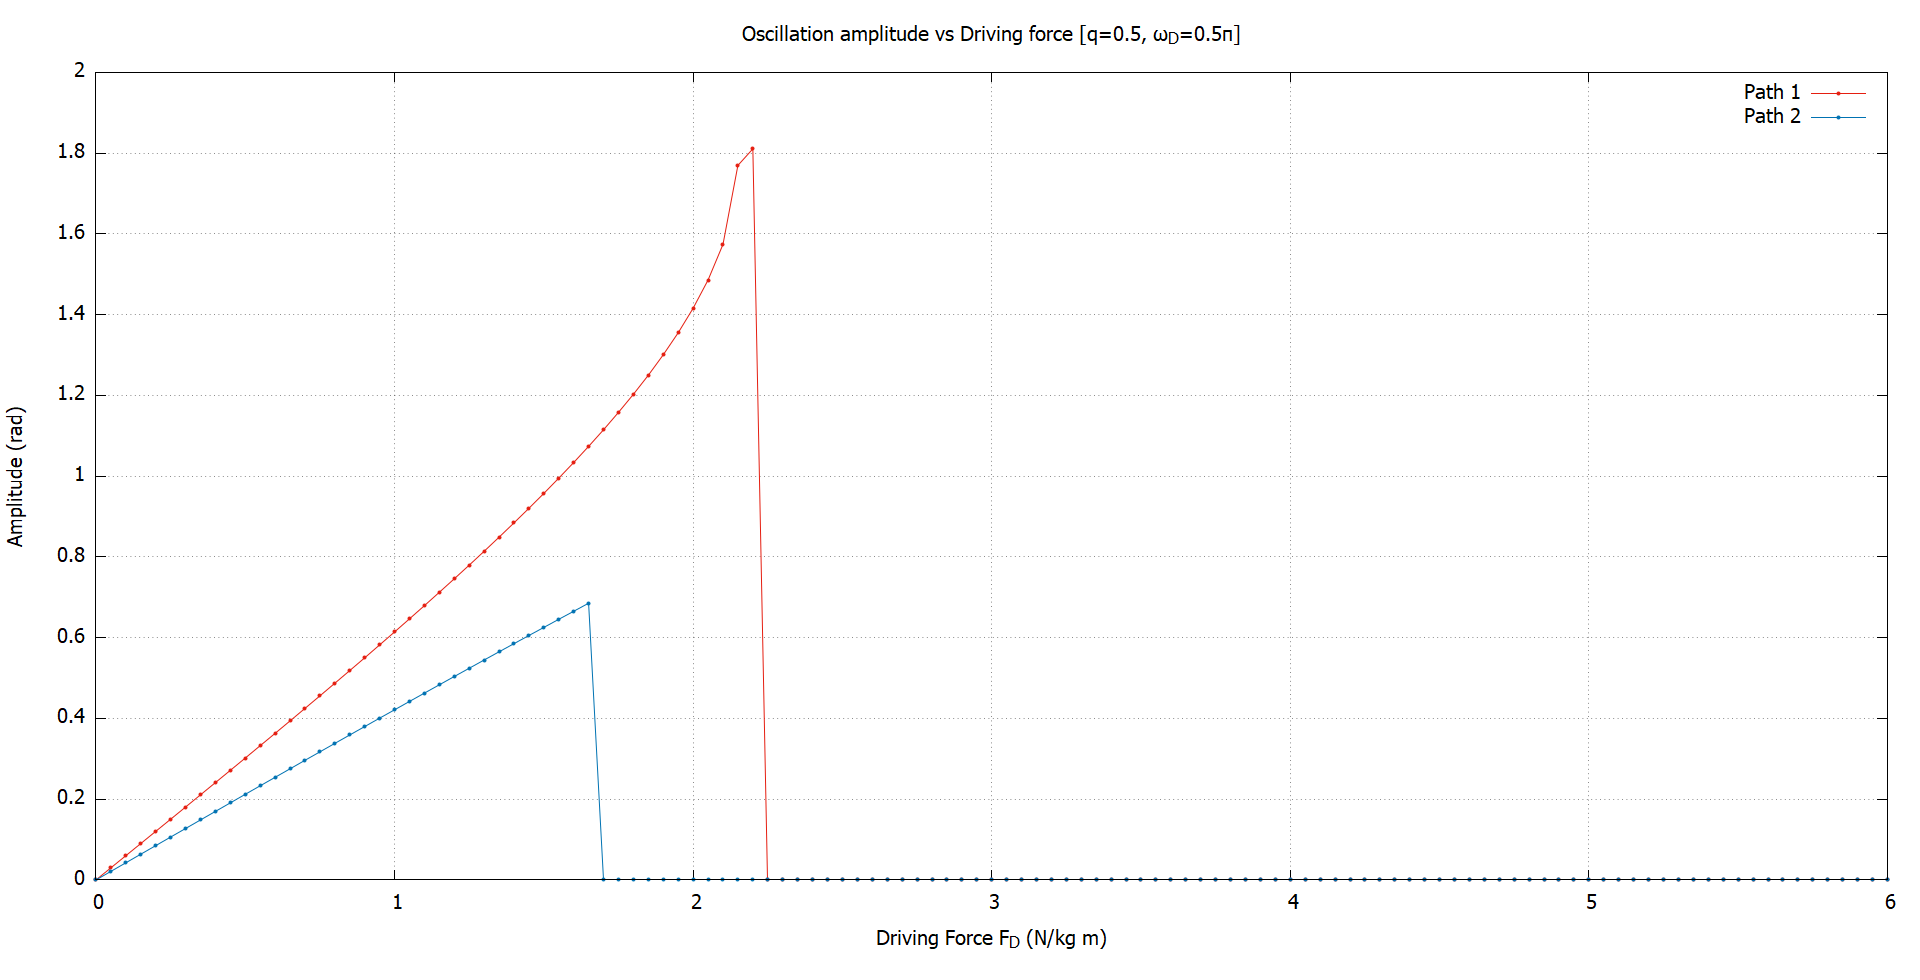 Oscillation amplitude vs Driving force [q=0.5, ωD=0.5π]
2
1.8
1.6
1.4
1.2
1
0.8
0.6
0.4
0.2
0
Amplitude (rad)
Path 1
Path 2
0 1 2 3 4 5 6
Driving Force FD (N/kg m)